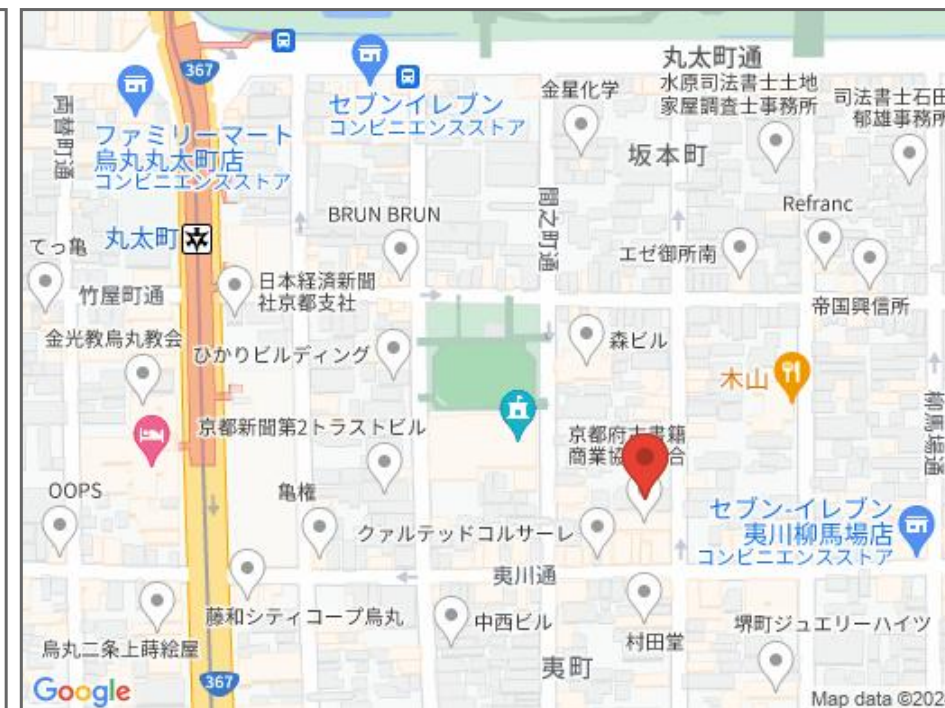 丸太町通
367
セブンイレブン
コンビニエンスストア
金星化学
水原司法書士土地
家屋調査士事務所
司法書士石田
郁雄事務所
両替町通
ファミリーマート
烏丸丸太町店
コンビニエンスストア
坂本町
間之町通
BRUN BRUN
Refranc
丸太町
てっ亀
エゼ御所南
日本経済新聞
社京都支社
竹屋町通
帝国興信所
金光教烏丸教会
ひかりビルディング
森ビル
木山
柳馬場通
京都新聞第2トラストビル
京都府古書籍
商業協 合
OOPS
亀権
クァルテッドコルサーレ
セブン-イレブン
夷川柳馬場店
コンビニエンスストア
夷川通
藤和シティコープ烏丸
中西ビル
村田堂
堺町ジュエリーハイツ
烏丸二条上蒔絵屋
夷町
Google
367
Map data ©202